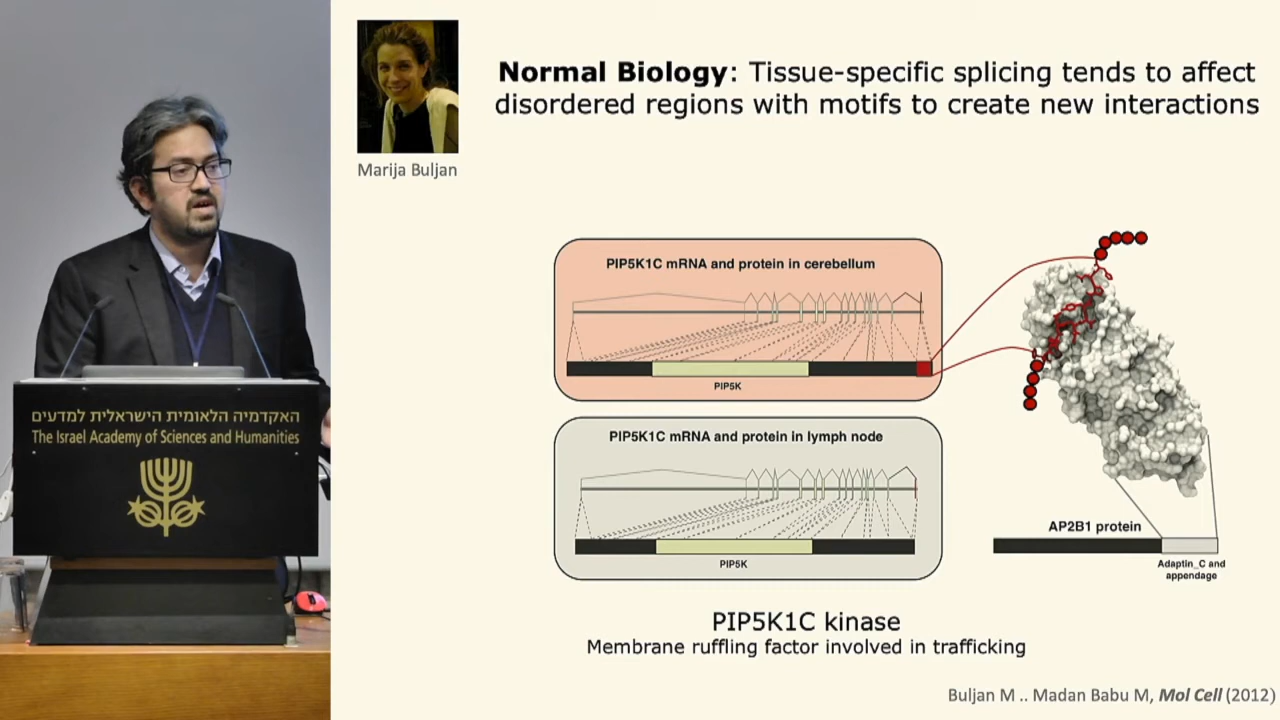 Normal Biology: Tissue-specific splicing tends to affect
disordered regions with motifs to create new interactions
Marija Buljan
PIP5K1C mRNA and protein in cerebellum
PIP5K
PIP5K1C mRNA and protein in lymph node
PIP5K
AP2B1 protein
Adaptin_C and
appendage
PIP5K1C kinase
Membrane ruffling factor involved in trafficking
Buljan M .. Madan Babu M, Mol Cell (2012)
האקדמיה הלאומית הישראלית למדעים
The Israel Academy of Sciences and Humanities